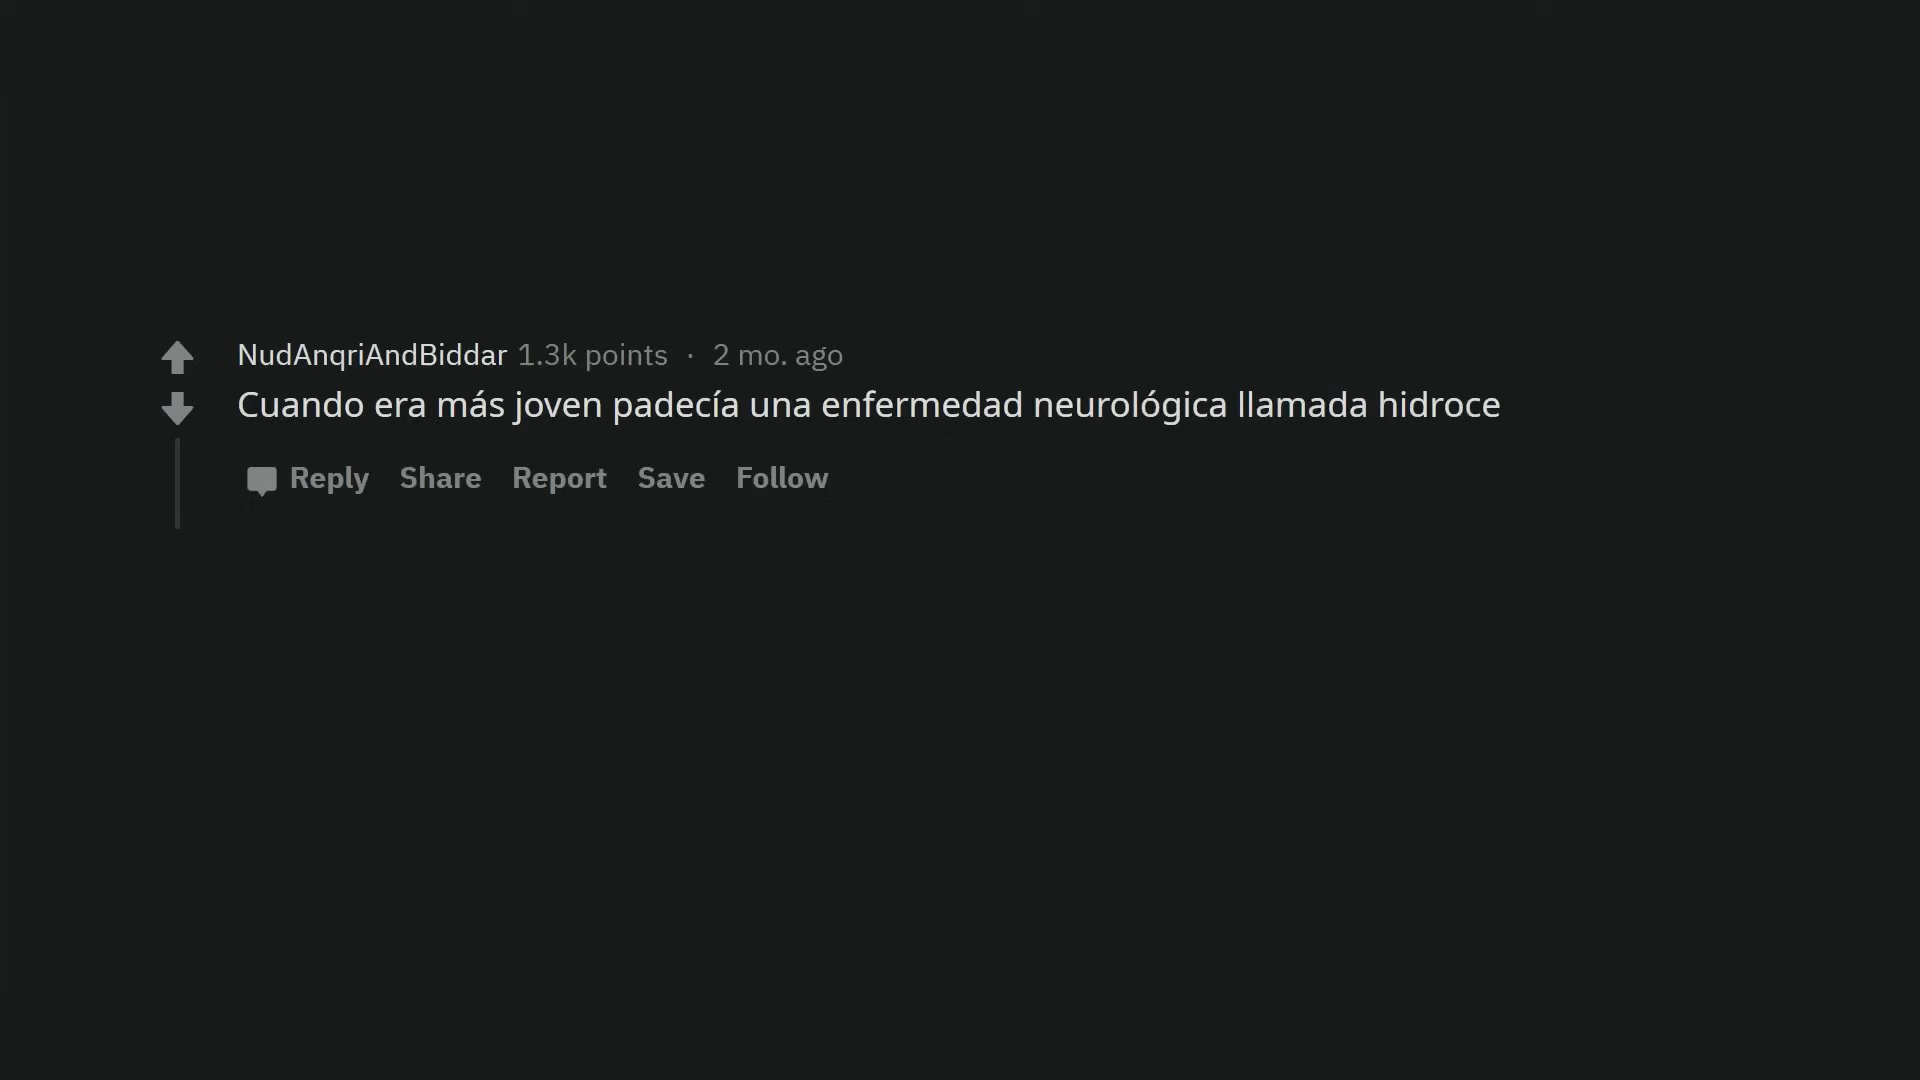 NudAnqriAndBiddar 1.3k points · 2 mo. ago
Cuando era más joven padecía una enfermedad neurológica llamada hidroce
Reply Share Report Save Follow